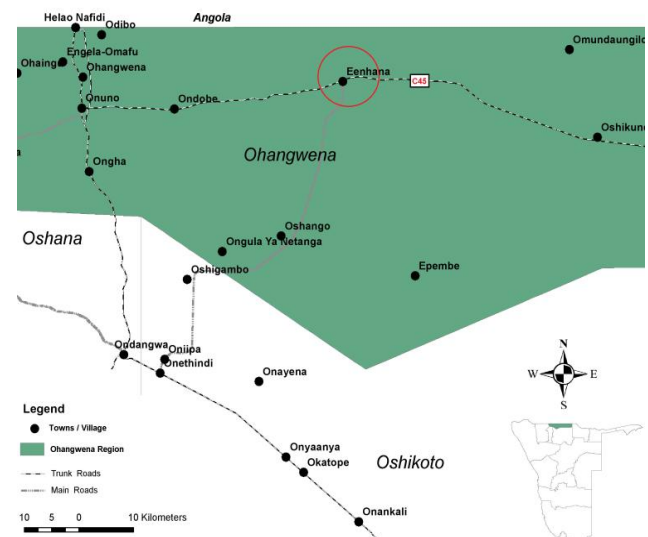 Helao Nafidi
Angola
Odibo
Omundaungilo
Engela-Omafu
Ohainga
Ohangwena
Eenhana
C45
Onuno
Ondobe
Oshikuno
Ohangwena
Ongha
Oshango
Oshana
Ongula Ya Netanga
Oshigambo
Epembe
Ondangwa
Oniipa
Onethindi
Onayena
N
W
E
S
Legend
Towns / Village
Ohangwena Region
Trunk Roads
Main Roads
Onyaanya
Okatope
Oshikoto
Onankali
10 5 0 10 Kilometers